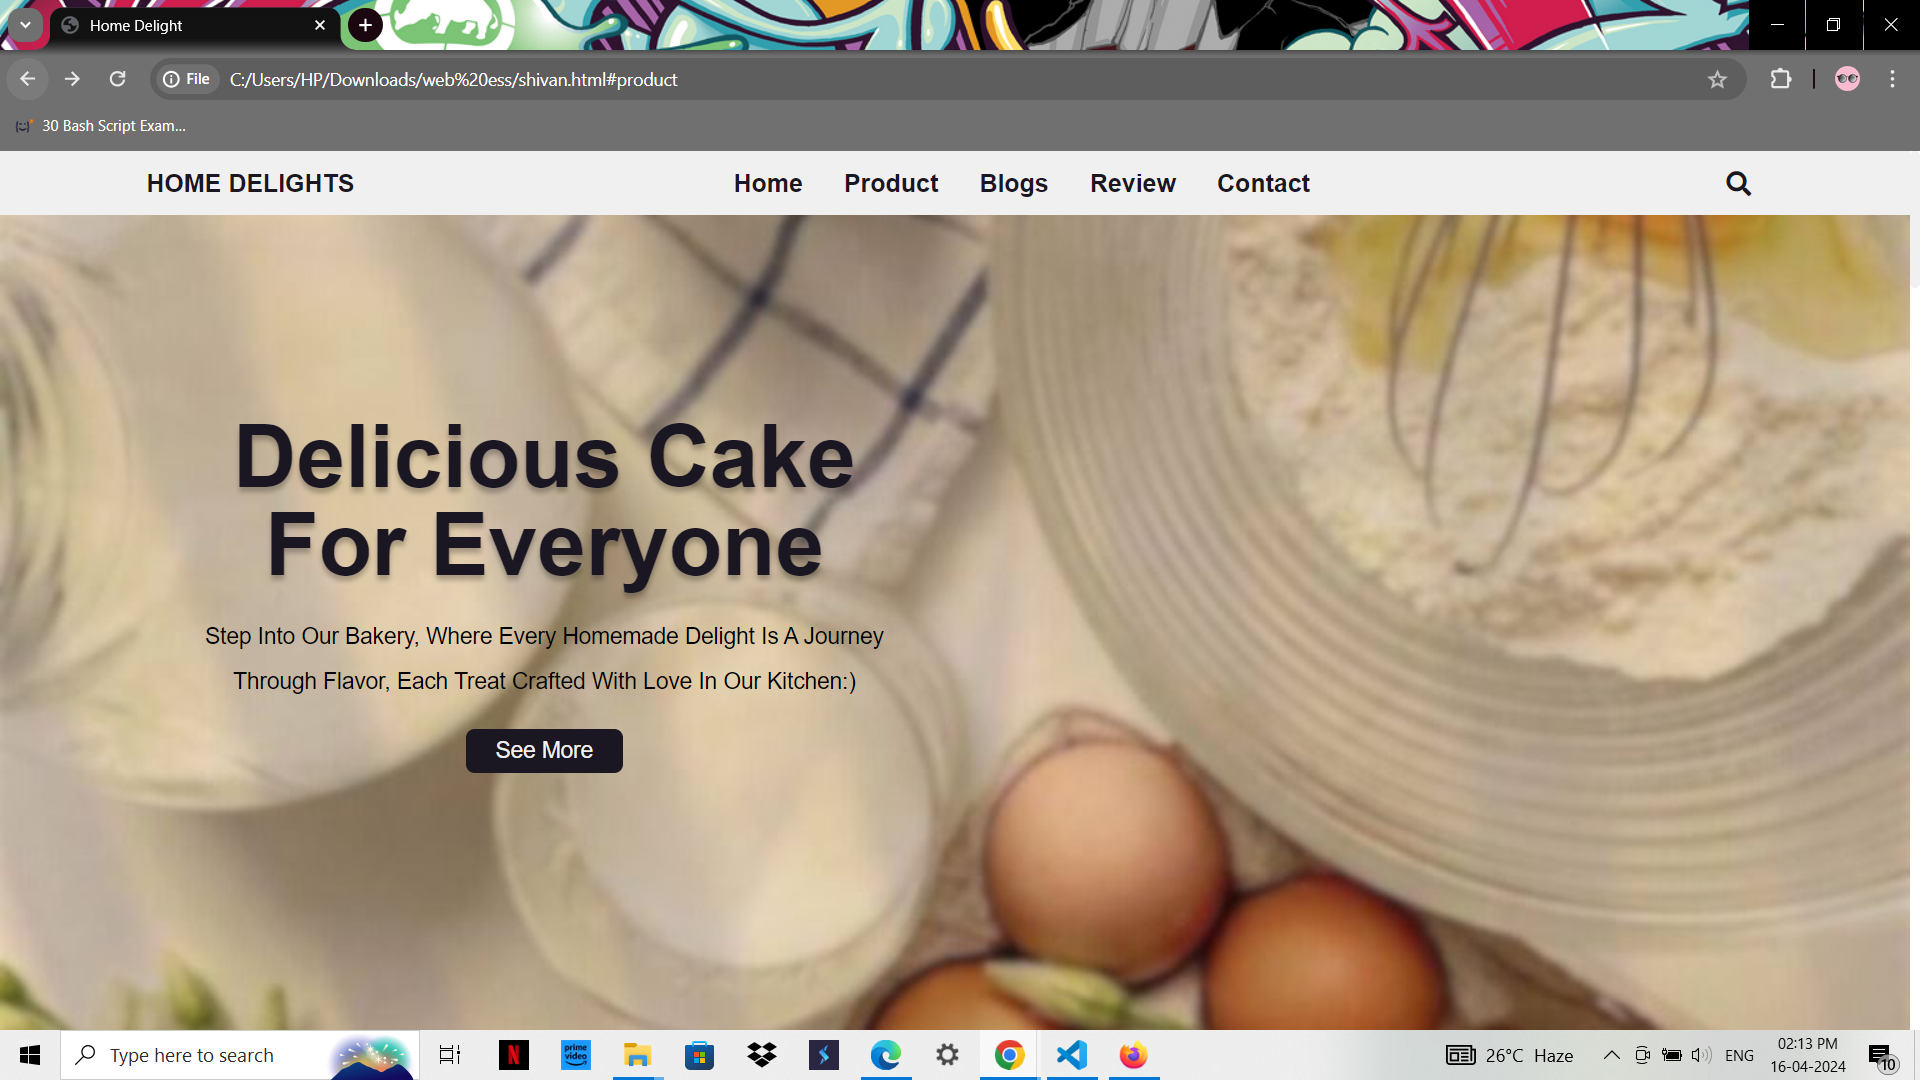 Home Delight
File
C:/Users/HP/Downloads/web%20ess/shivan.html#product
30 Bash Script Exam...
HOME DELIGHTS
Home Product Blogs Review Contact
Delicious Cake
For Everyone
Step Into Our Bakery, Where Every Homemade Delight Is A Journey
Through Flavor, Each Treat Crafted With Love In Our Kitchen:)
See More
Type here to search
N
prime video
26°C Haze
ENG
02:13 PM
16-04-2024
10